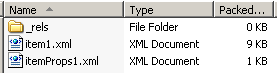 Name Type Packed...
_rels File Folder 0 KB
item1.xml XML Document 9 KB
itemProps1.xml XML Document 1 KB